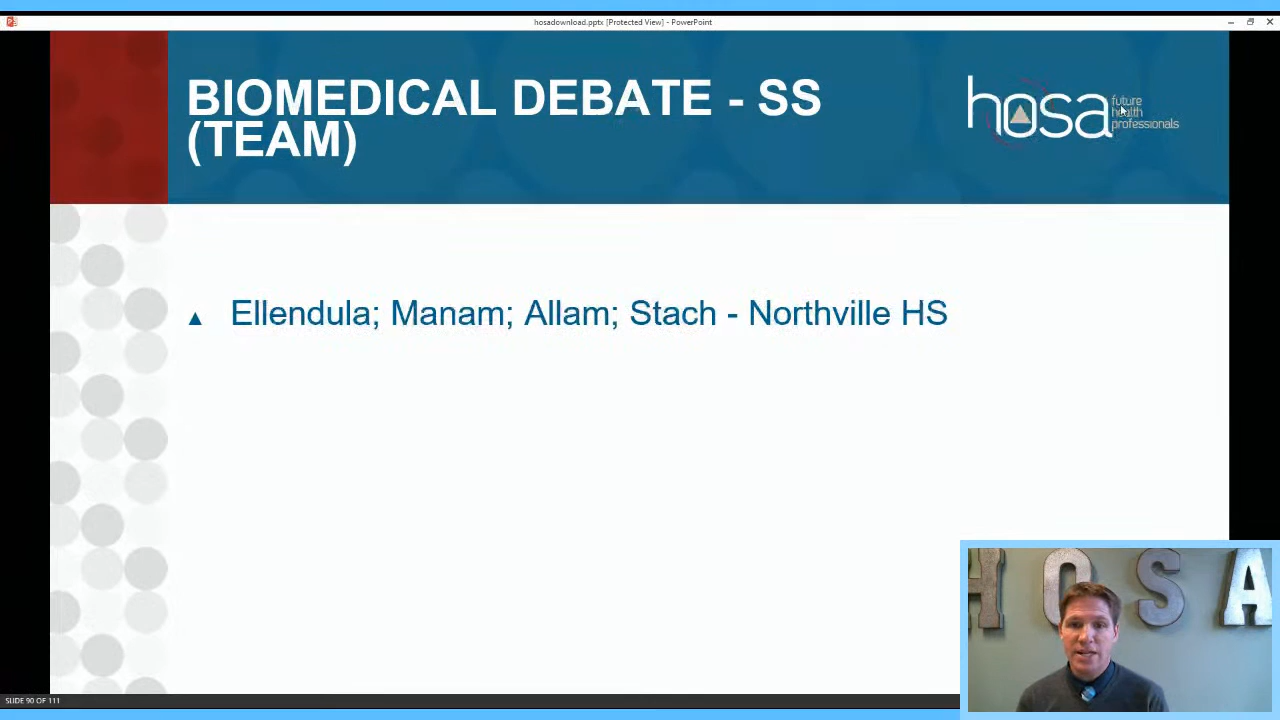 hosadownload.pptx [Protected View] - PowerPoint
BIOMEDICAL DEBATE - SS
(TEAM)
hosa
future
health
professionals
▲ Ellendula; Manam; Allam; Stach - Northville HS
HOSA
SLIDE 90 OF 111